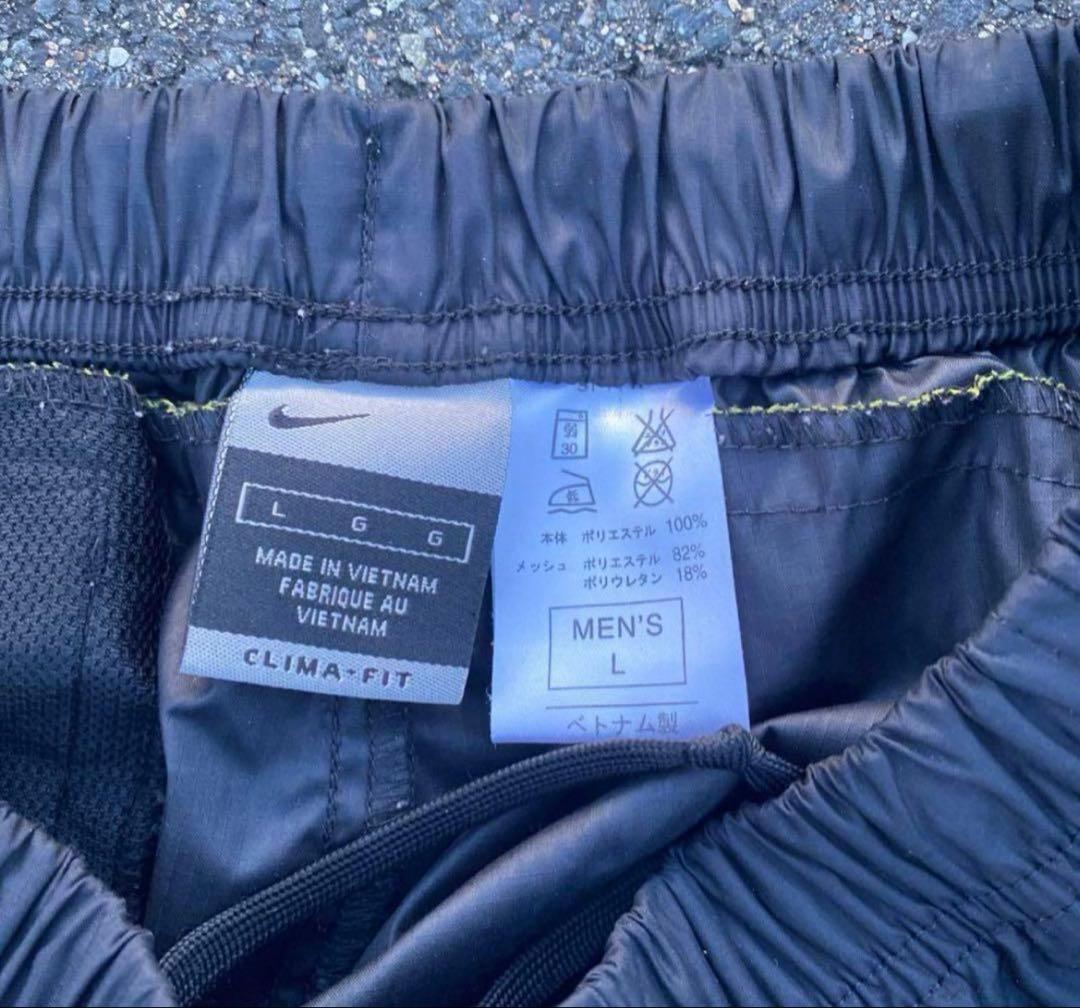 L G G
MADE IN VIETNAM
FABRIQUE AU
VIETNAM
CLIMA-FIT
弱
30
低
本体 ポリエステル 100%
メッシュ ポリエステル 82%
ポリウレタン 18%
MEN'S
L
ベトナム製